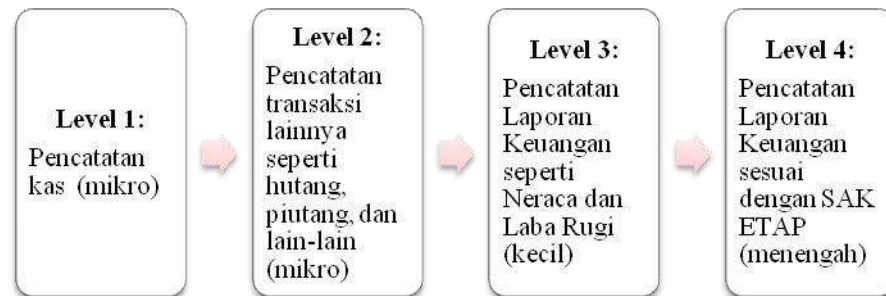 Level 1:
Pencatatan
kas (mikro)
Level 2:
Pencatatan
transaksi
lainnya
seperti
hutang,
piutang, dan
lain-lain
(mikro)
Level 3:
Pencatatan
Laporan
Keuangan
seperti
Neraca dan
Laba Rugi
(kecil)
Level 4:
Pencatatan
Laporan
Keuangan
sesuai
dengan SAK
ETAP
(menengah)